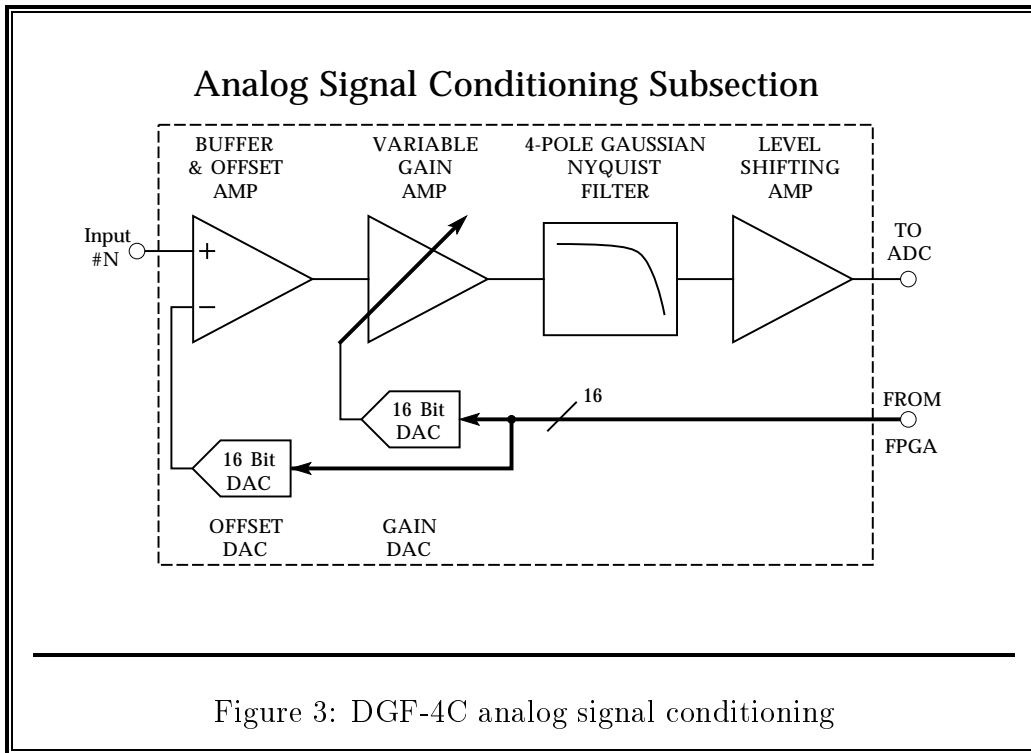 Analog Signal Conditioning Subsection
BUFFER
& OFFSET
AMP
VARIABLE
GAIN
AMP
4-POLE GAUSSIAN
NYQUIST
FILTER
LEVEL
SHIFTING
AMP
Input
#N
+
−
TO
ADC
16 Bit
DAC
16
FROM
FPGA
16 Bit
DAC
OFFSET
DAC
GAIN
DAC
Figure 3: DGF-4C analog signal conditioning